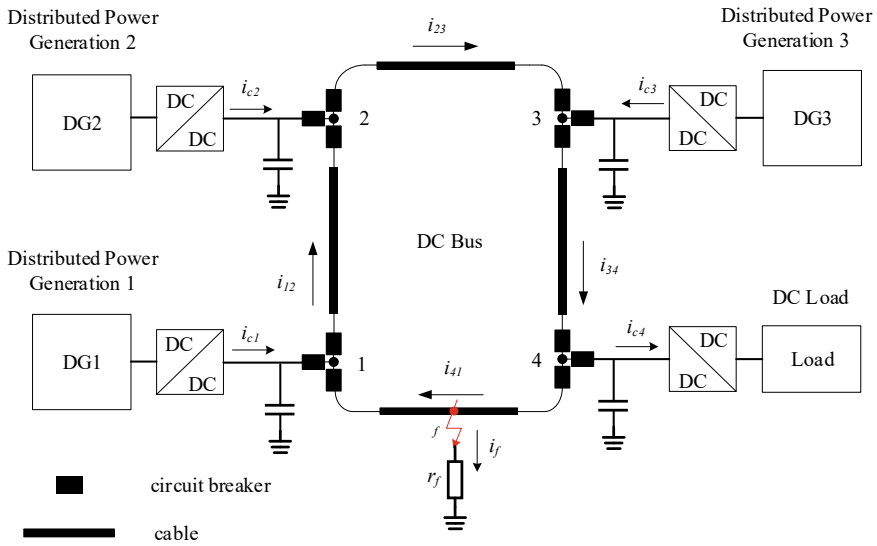 Distributed Power
Generation 2
i23
Distributed Power
Generation 3
DG2
DC
DC
ic2
2
3
ic3
DC
DC
DG3
DC Bus
Distributed Power
Generation 1
i12
i34
DC Load
DG1
DC
DC
ic1
1
4
ic4
DC
DC
Load
i41
f
if
rf
circuit breaker
cable